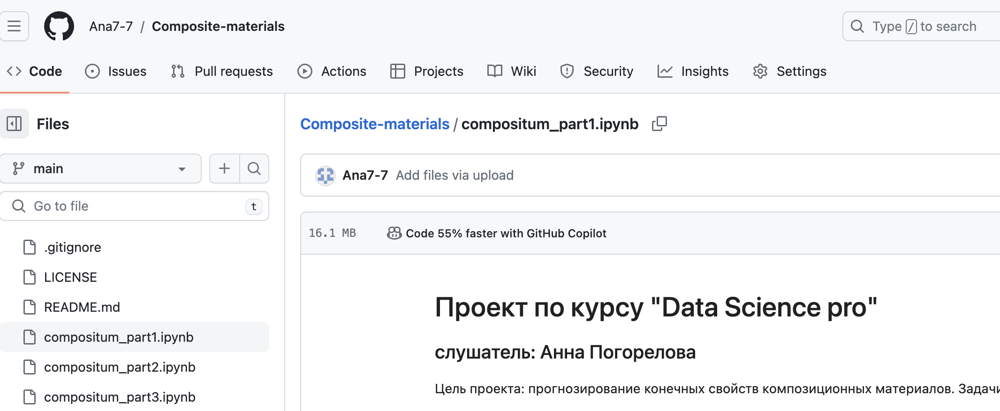 Ana7-7 / Composite-materials
Type / to search
Code Issues Pull requests Actions Projects Wiki Security Insights Settings
Files
main
Go to file t
.gitignore
LICENSE
README.md
compositum_part1.ipynb
compositum_part2.ipynb
compositum_part3.ipynb
Composite-materials / compositum_part1.ipynb
Ana7-7 Add files via upload
16.1 MB Code 55% faster with GitHub Copilot
Проект по курсу "Data Science pro"
слушатель: Анна Погорелова
Цель проекта: прогнозирование конечных свойств композиционных материалов.